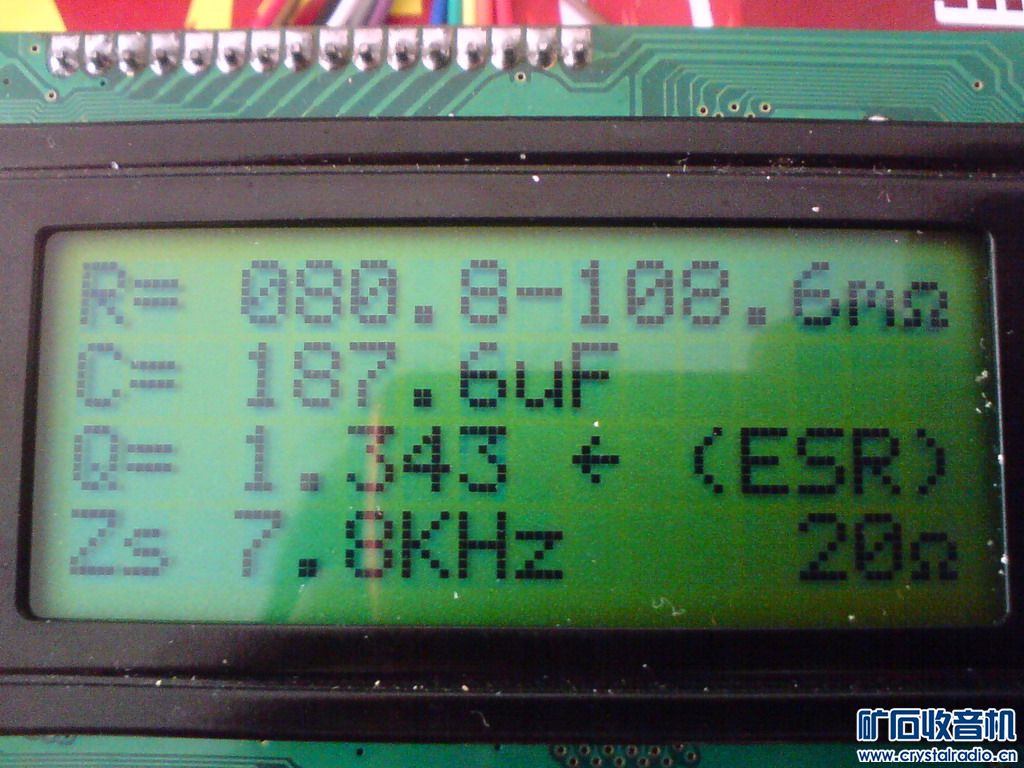 R= 080.8-108.6mΩ
C= 187.6uF
Q= 1.343 ← (ESR)
Zs 7.8KHz 20Ω
矿石收音机
www.crystalradio.cn